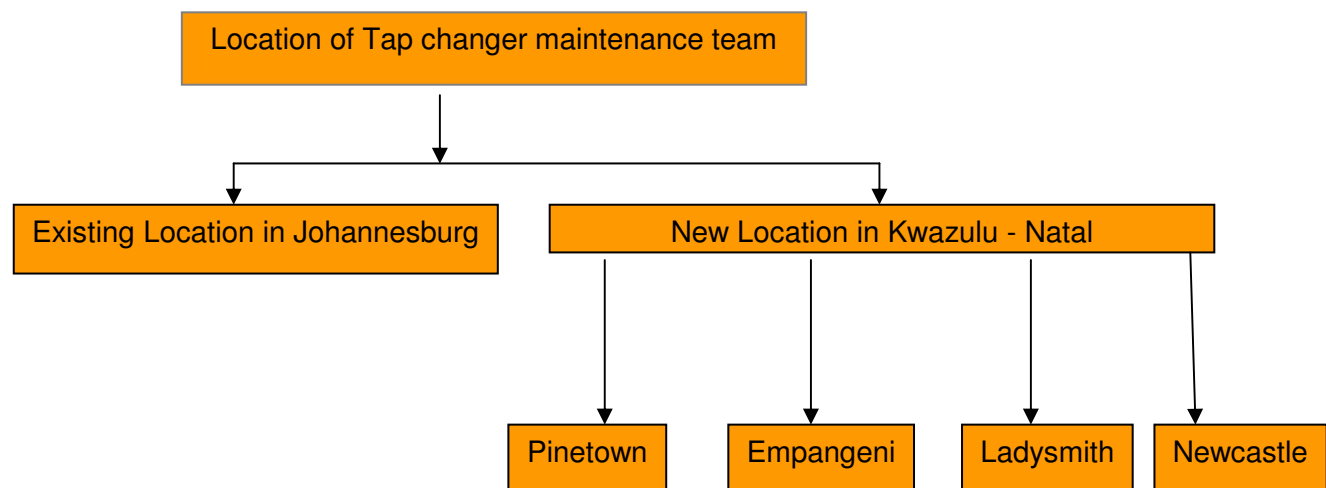 Location of Tap changer maintenance team
Existing Location in Johannesburg
New Location in Kwazulu - Natal
Pinetown
Empangeni
Ladysmith
Newcastle